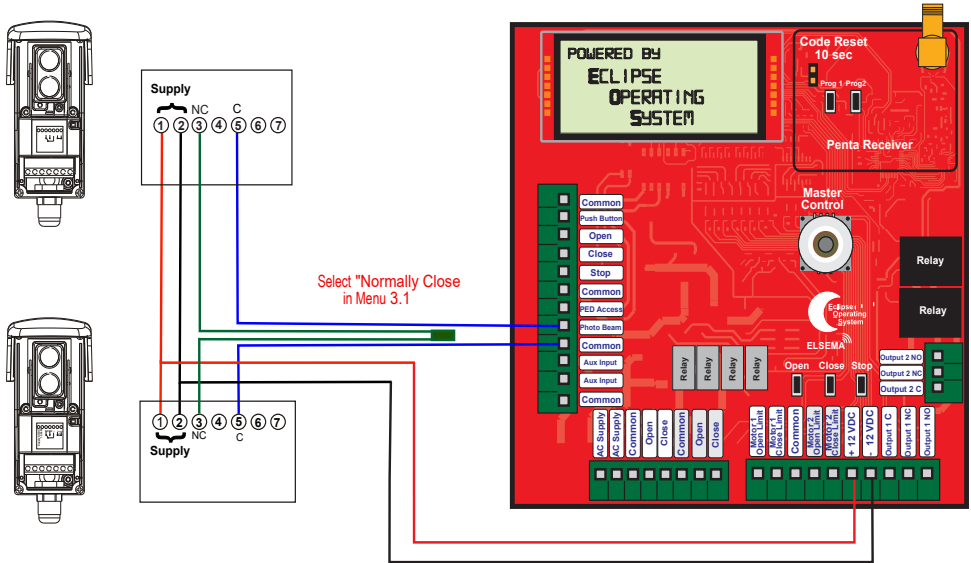 Supply
NC C
1 2 3 4 5 6 7
Select "Normally Close
in Menu 3.1
1 2 3 4 5 6 7
NC C
Supply
POWERED BY
ECLIPSE
OPERATING
SYSTEM
Code Reset
10 sec
Prog 1 Prog2
Penta Receiver
Master
Control
Common
Push Button
Open
Close
Stop
Common
PED Access
Photo Beam
Common
Aux Input
Aux Input
Common
Relay
Relay
Eclipse
Operating
System
ELSEMA
Relay
Relay
Relay
Relay
Open Close Stop
Output 2 NO
Output 2 NC
Output 2 C
AC Supply
AC Supply
Common
Open
Close
Common
Open
Close
Motor 1
Open Limit
Motor 1
Close Limit
Common
Motor 2
Open Limit
Motor 2
Close Limit
+ 12 VDC
- 12 VDC
Output 1 C
Output 1 NC
Output 1 NO